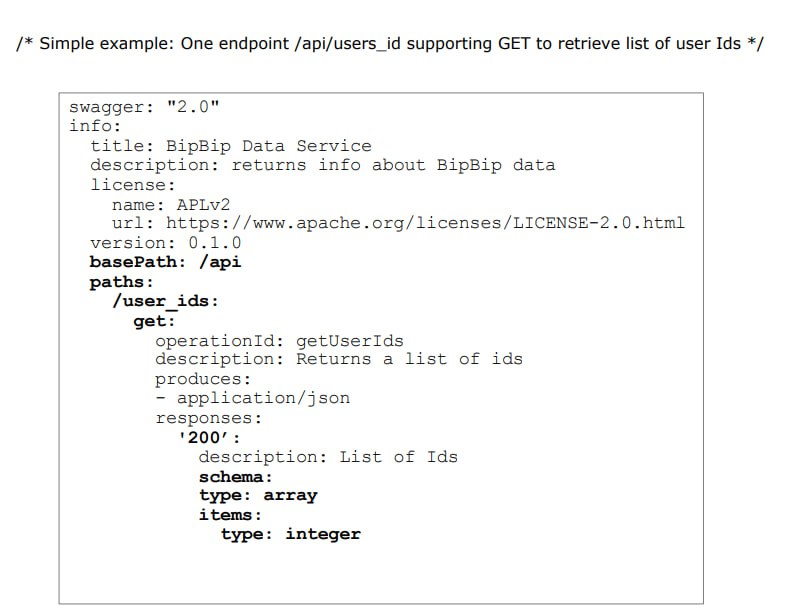 /* Simple example: One endpoint /api/users_id supporting GET to retrieve list of user Ids */
swagger: "2.0"
info:
  title: BipBip Data Service
  description: returns info about BipBip data
  license:
    name: APLv2
    url: https://www.apache.org/licenses/LICENSE-2.0.html
  version: 0.1.0
  basePath: /api
  paths:
    /user_ids:
      get:
        operationId: getUserIds
        description: Returns a list of ids
        produces:
        - application/json
        responses:
          '200’:
            description: List of Ids
            schema:
            type: array
            items:
              type: integer